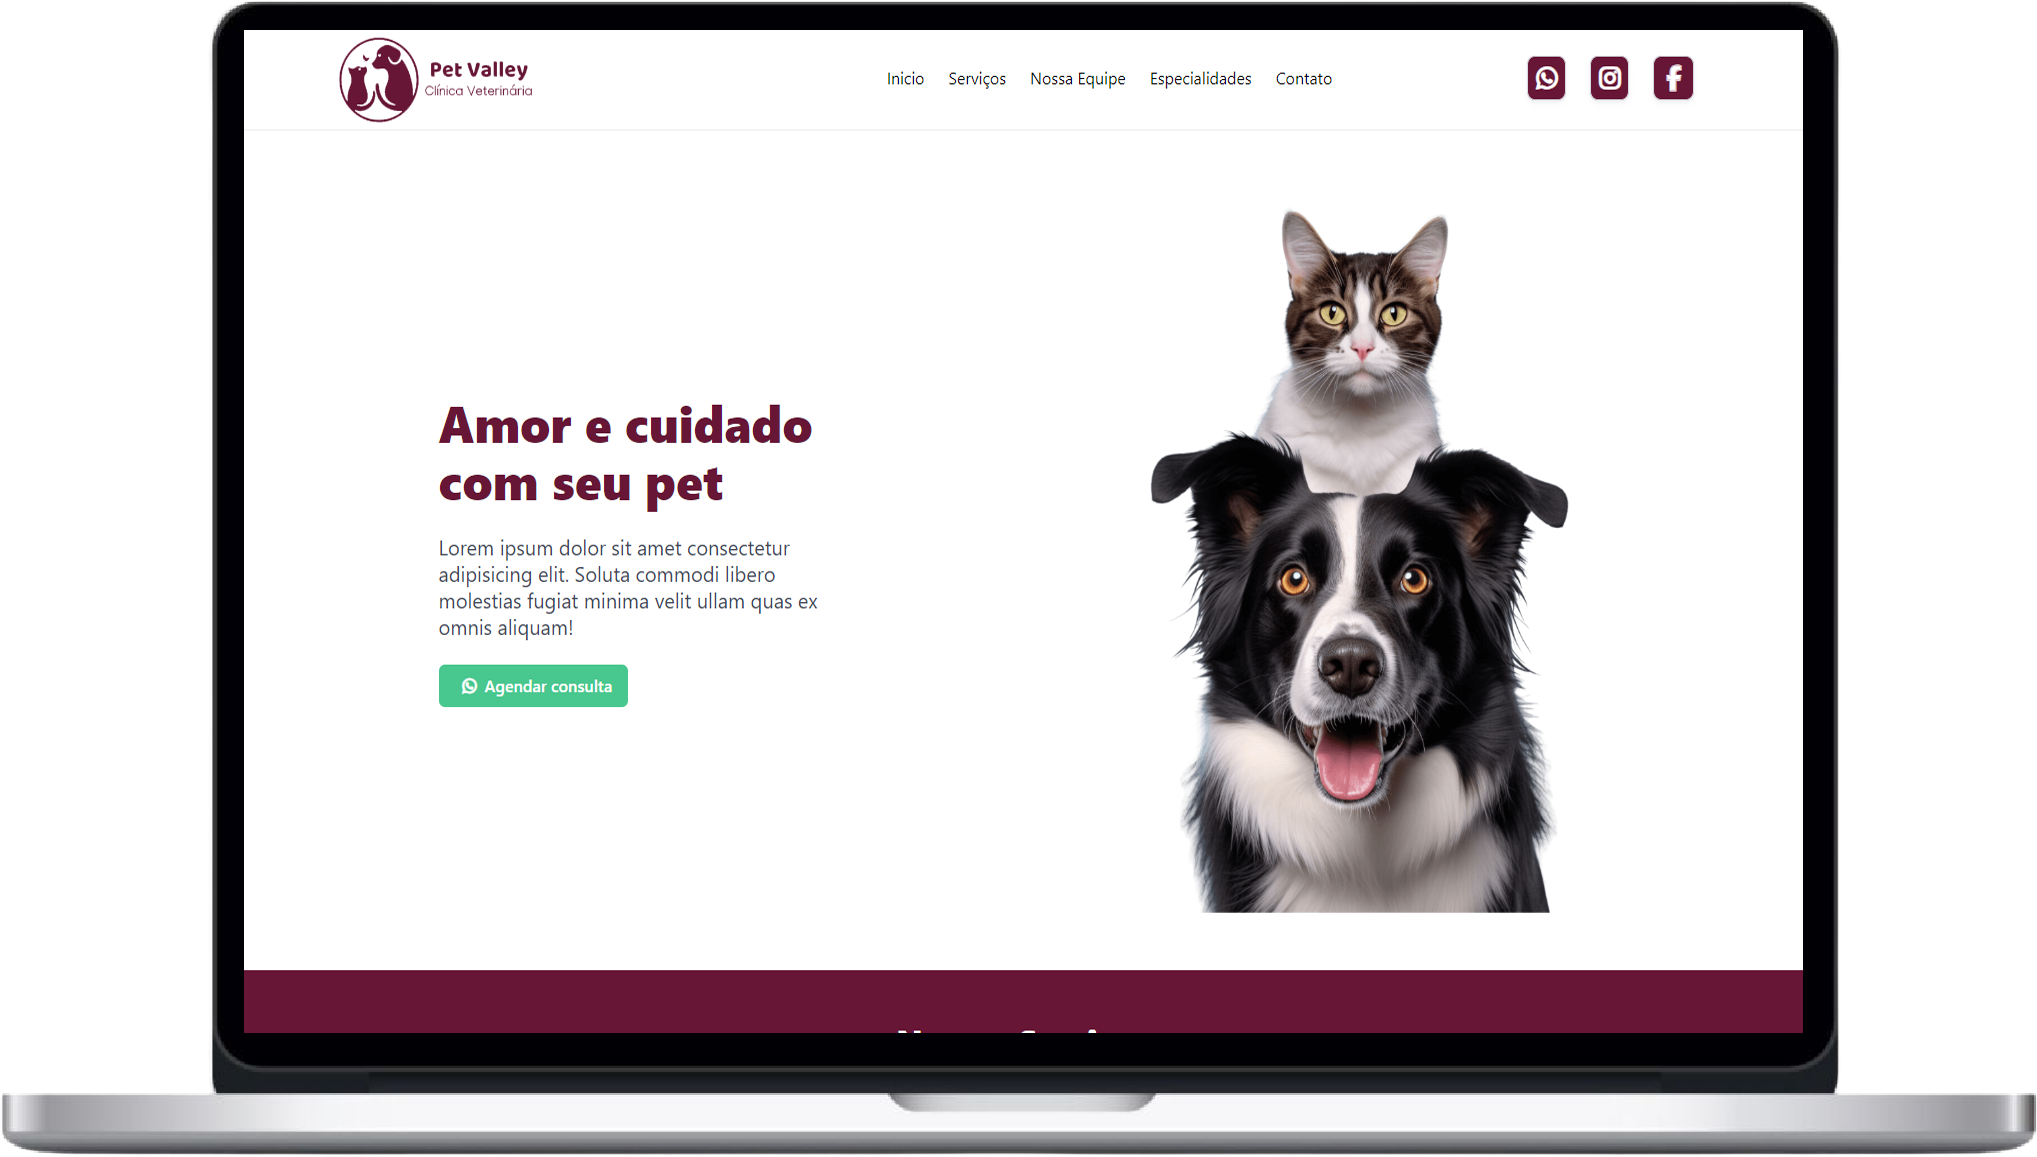 Pet Valley
Clínica Veterinária
Inicio Serviços Nossa Equipe Especialidades Contato
Amor e cuidado
com seu pet
Lorem ipsum dolor sit amet consectetur
adipisicing elit. Soluta commodi libero
molestias fugiat minima velit ullam quas ex
omnis aliquam!
Agendar consulta